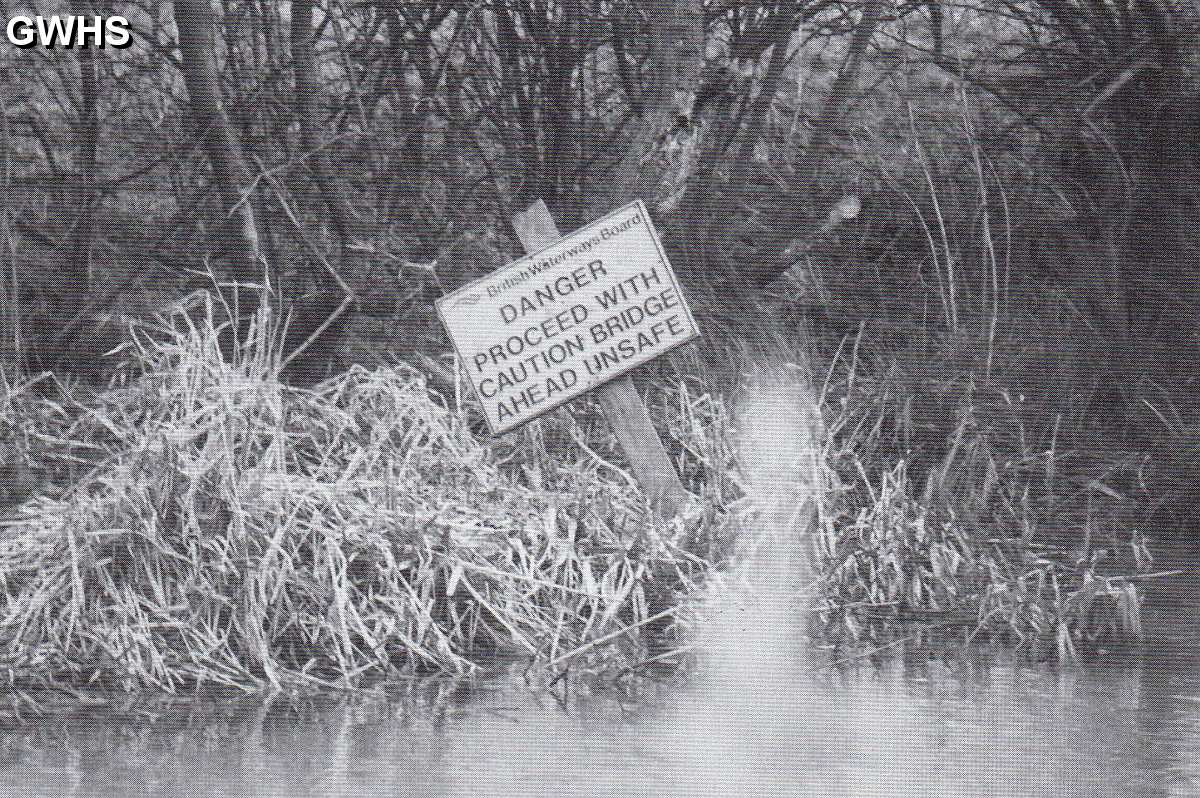 GWHS
British Waterways Board
DANGER
PROCEED WITH
CAUTION BRIDGE
AHEAD UNSAFE